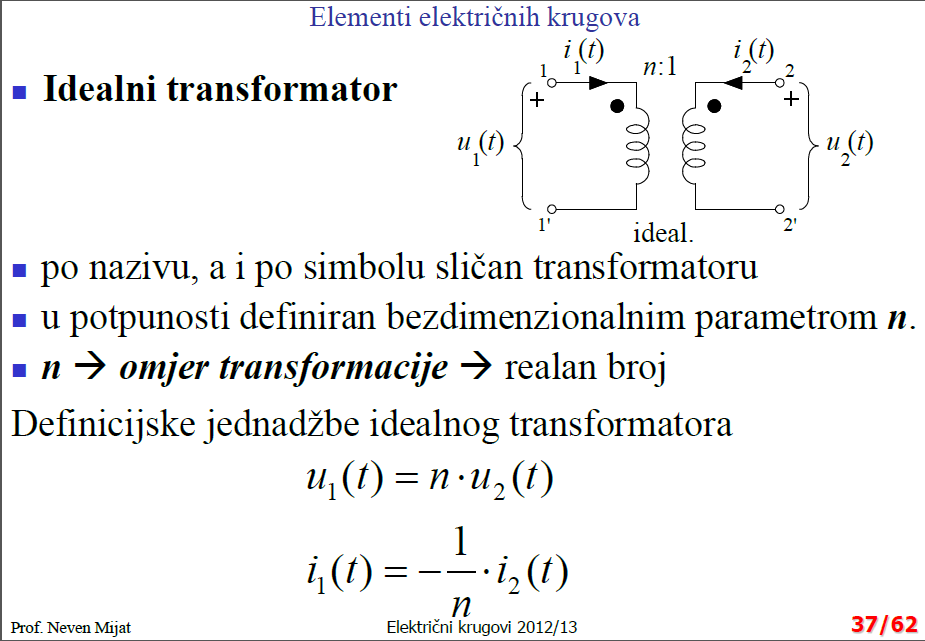 Elementi električnih krugova
■ Idealni transformator
i₁(t) n:1 i₂(t)
1 2
+ +
u₁(t) u₂(t)
1' 2'
ideal.
■ po nazivu, a i po simbolu sličan transformatoru
■ u potpunosti definiran bezdimenzionalnim parametrom n.
■ n → omjer transformacije → realan broj
Definicijske jednadžbe idealnog transformatora
u₁(t) = n·u₂(t)
i₁(t) = −1/n·i₂(t)
Prof. Neven Mijat Električni krugovi 2012/13 37/62